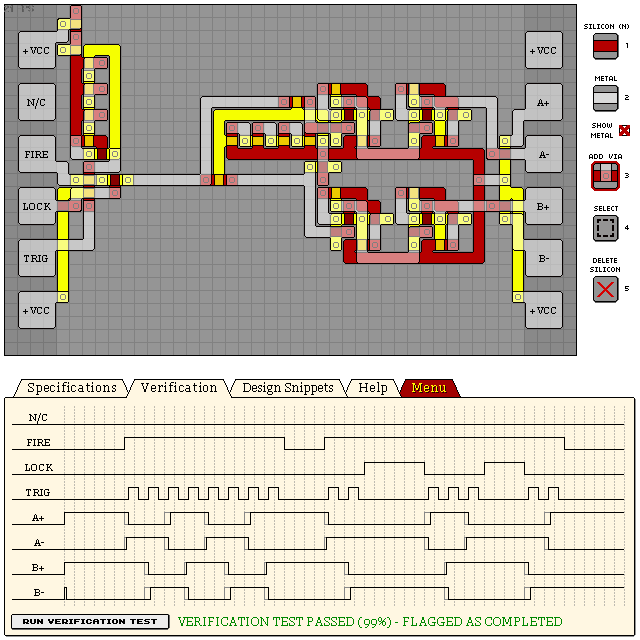 SILICON (N)
1
METAL
2
SHOW
METAL
ADD VIA
3
SELECT
4
DELETE
SILICON
5
+VCC
N/C
FIRE
LOCK
TRIG
+VCC
+VCC
A+
A-
B+
B-
+VCC
Specifications
Verification
Design Snippets
Help
Menu
N/C
FIRE
LOCK
TRIG
A+
A-
B+
B-
RUN VERIFICATION TEST
VERIFICATION TEST PASSED (99%) - FLAGGED AS COMPLETED